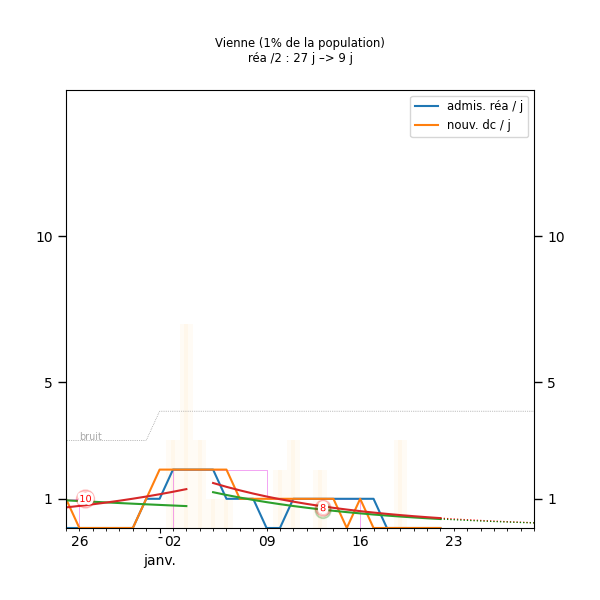 Vienne (1% de la population)
réa /2 : 27 j –> 9 j
admis. réa / j
nouv. dc / j
10 10
5 5
bruit
10
8
1 1
26 02 09 16 23
janv.